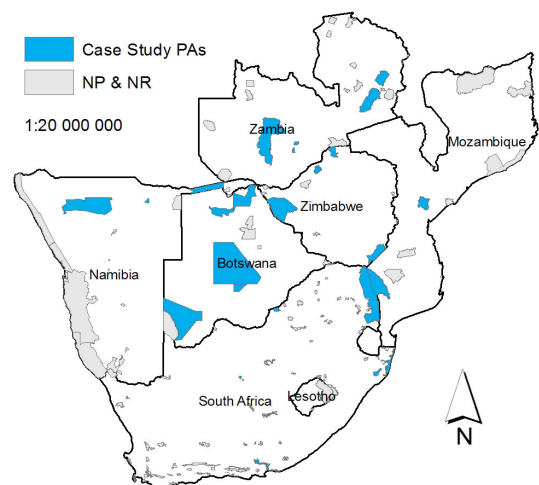 Case Study PAs
NP & NR
1:20 000 000
Zambia
Mozambique
Zimbabwe
Botswana
Namibia
South Africa
Lesotho
N